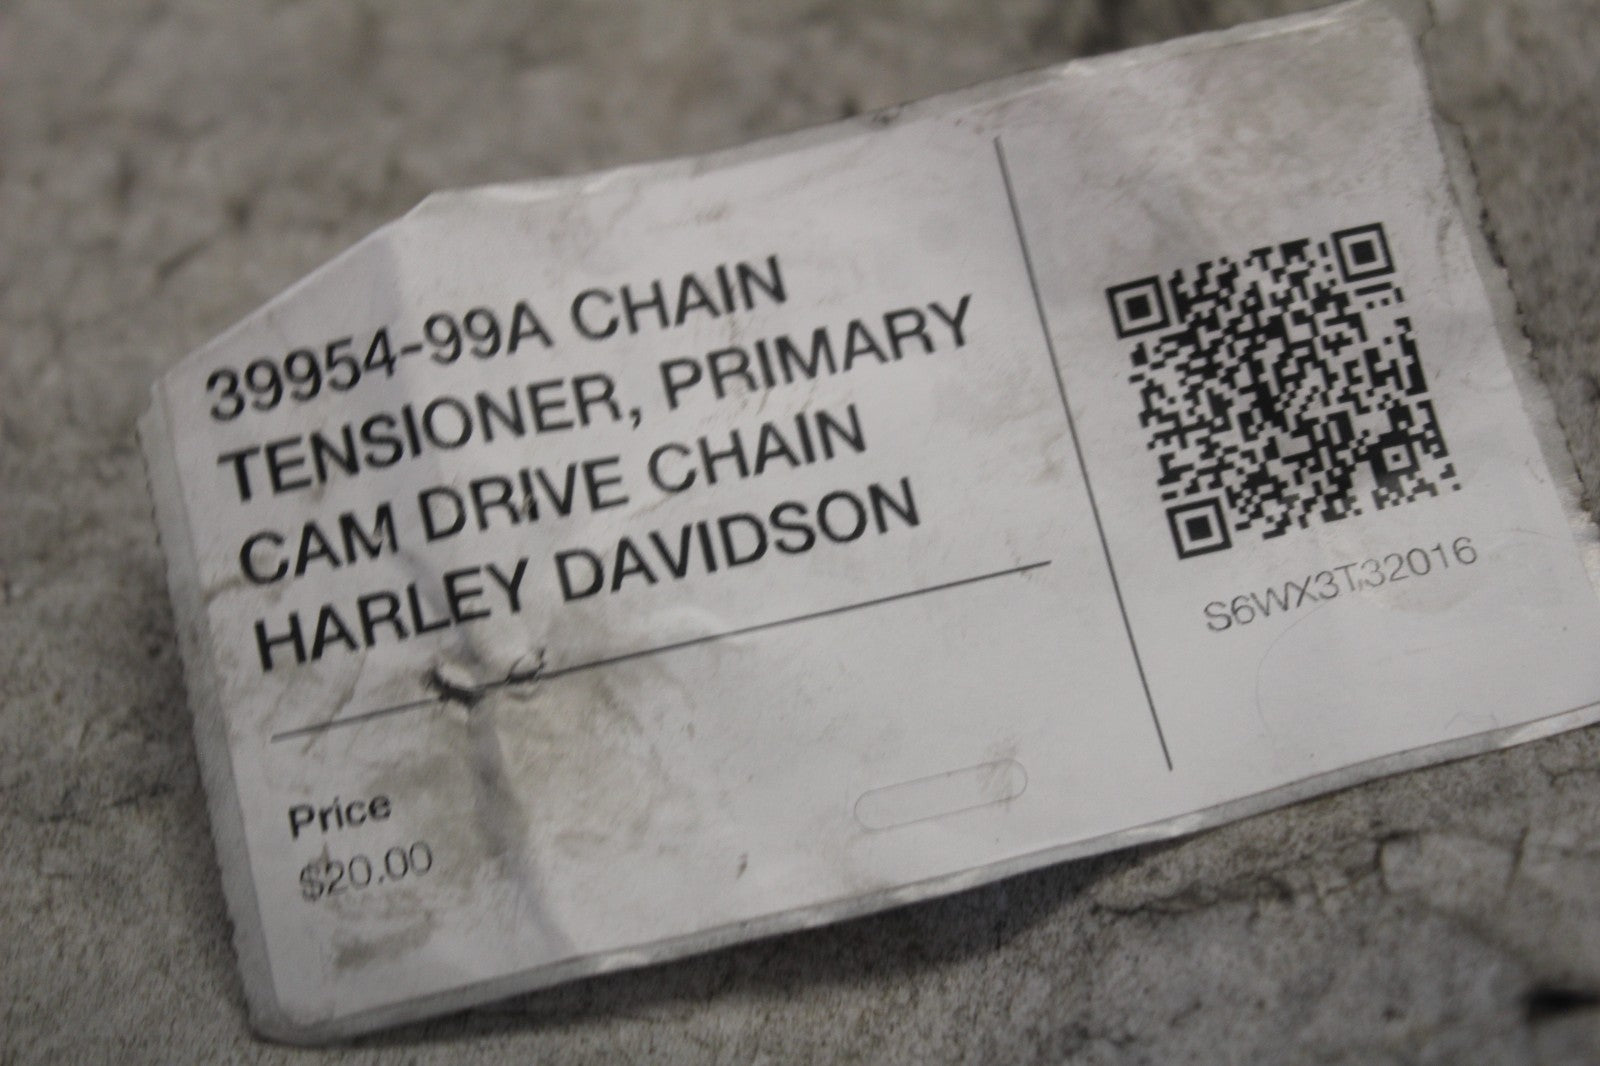 39954-99A CHAIN
TENSIONER, PRIMARY
CAM DRIVE CHAIN
HARLEY DAVIDSON
Price
$20.00
S6WX3T32016